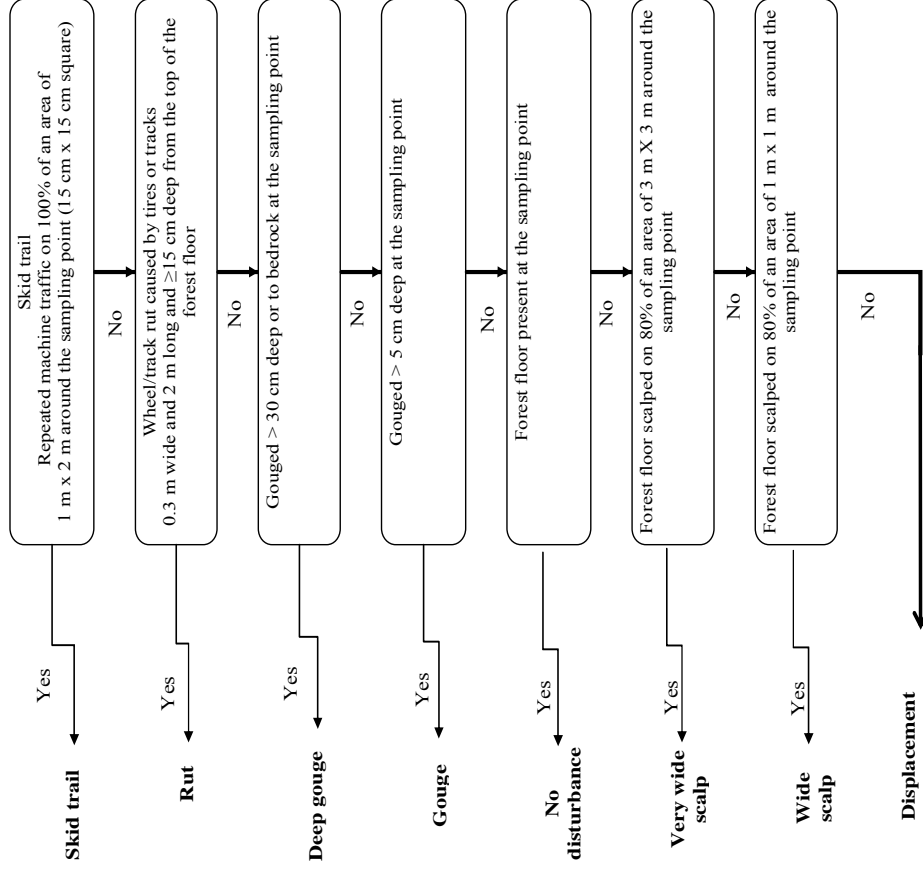 Skid trail
Repeated machine traffic on 100% of an area of
1 m x 2 m around the sampling point (15 cm x 15 cm square)
Yes
Skid trail
No
Wheel/track rut caused by tires or tracks
0.3 m wide and 2 m long and ≥15 cm deep from the top of the
forest floor
Yes
Rut
No
Gouged > 30 cm deep or to bedrock at the sampling point
Yes
Deep gouge
No
Gouged > 5 cm deep at the sampling point
Yes
Gouge
No
Forest floor present at the sampling point
Yes
No
disturbance
No
Forest floor scalped on 80% of an area of 3 m X 3 m around the
sampling point
Yes
Very wide
scalp
No
Forest floor scalped on 80% of an area of 1 m x 1 m around the
sampling point
Yes
Wide
scalp
No
Displacement